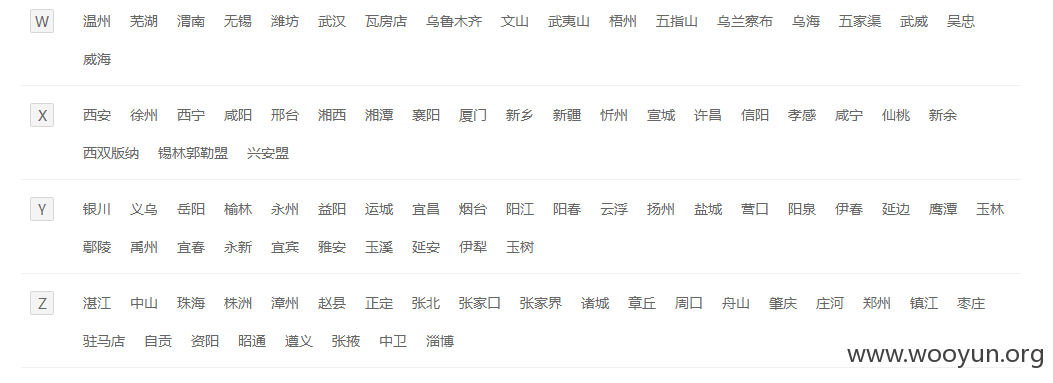 W 温州 芜湖 渭南 无锡 潍坊 武汉 瓦房店 乌鲁木齐 文山 武夷山 梧州 五指山 乌兰察布 乌海 五家渠 武威 吴忠
威海
X 西安 徐州 西宁 咸阳 邢台 湘西 湘潭 襄阳 厦门 新乡 新疆 忻州 宣城 许昌 信阳 孝感 咸宁 仙桃 新余
西双版纳 锡林郭勒盟 兴安盟
Y 银川 义乌 岳阳 榆林 永州 益阳 运城 宜昌 烟台 阳江 阳春 云浮 扬州 盐城 营口 阳泉 伊春 延边 鹰潭 玉林
鄢陵 禹州 宜春 永新 宜宾 雅安 玉溪 延安 伊犁 玉树
Z 湛江 中山 珠海 株洲 漳州 赵县 正定 张北 张家口 张家界 诸城 章丘 周口 舟山 肇庆 庄河 郑州 镇江 枣庄
驻马店 自贡 资阳 昭通 遵义 张掖 中卫 淄博
www.wooyun.org